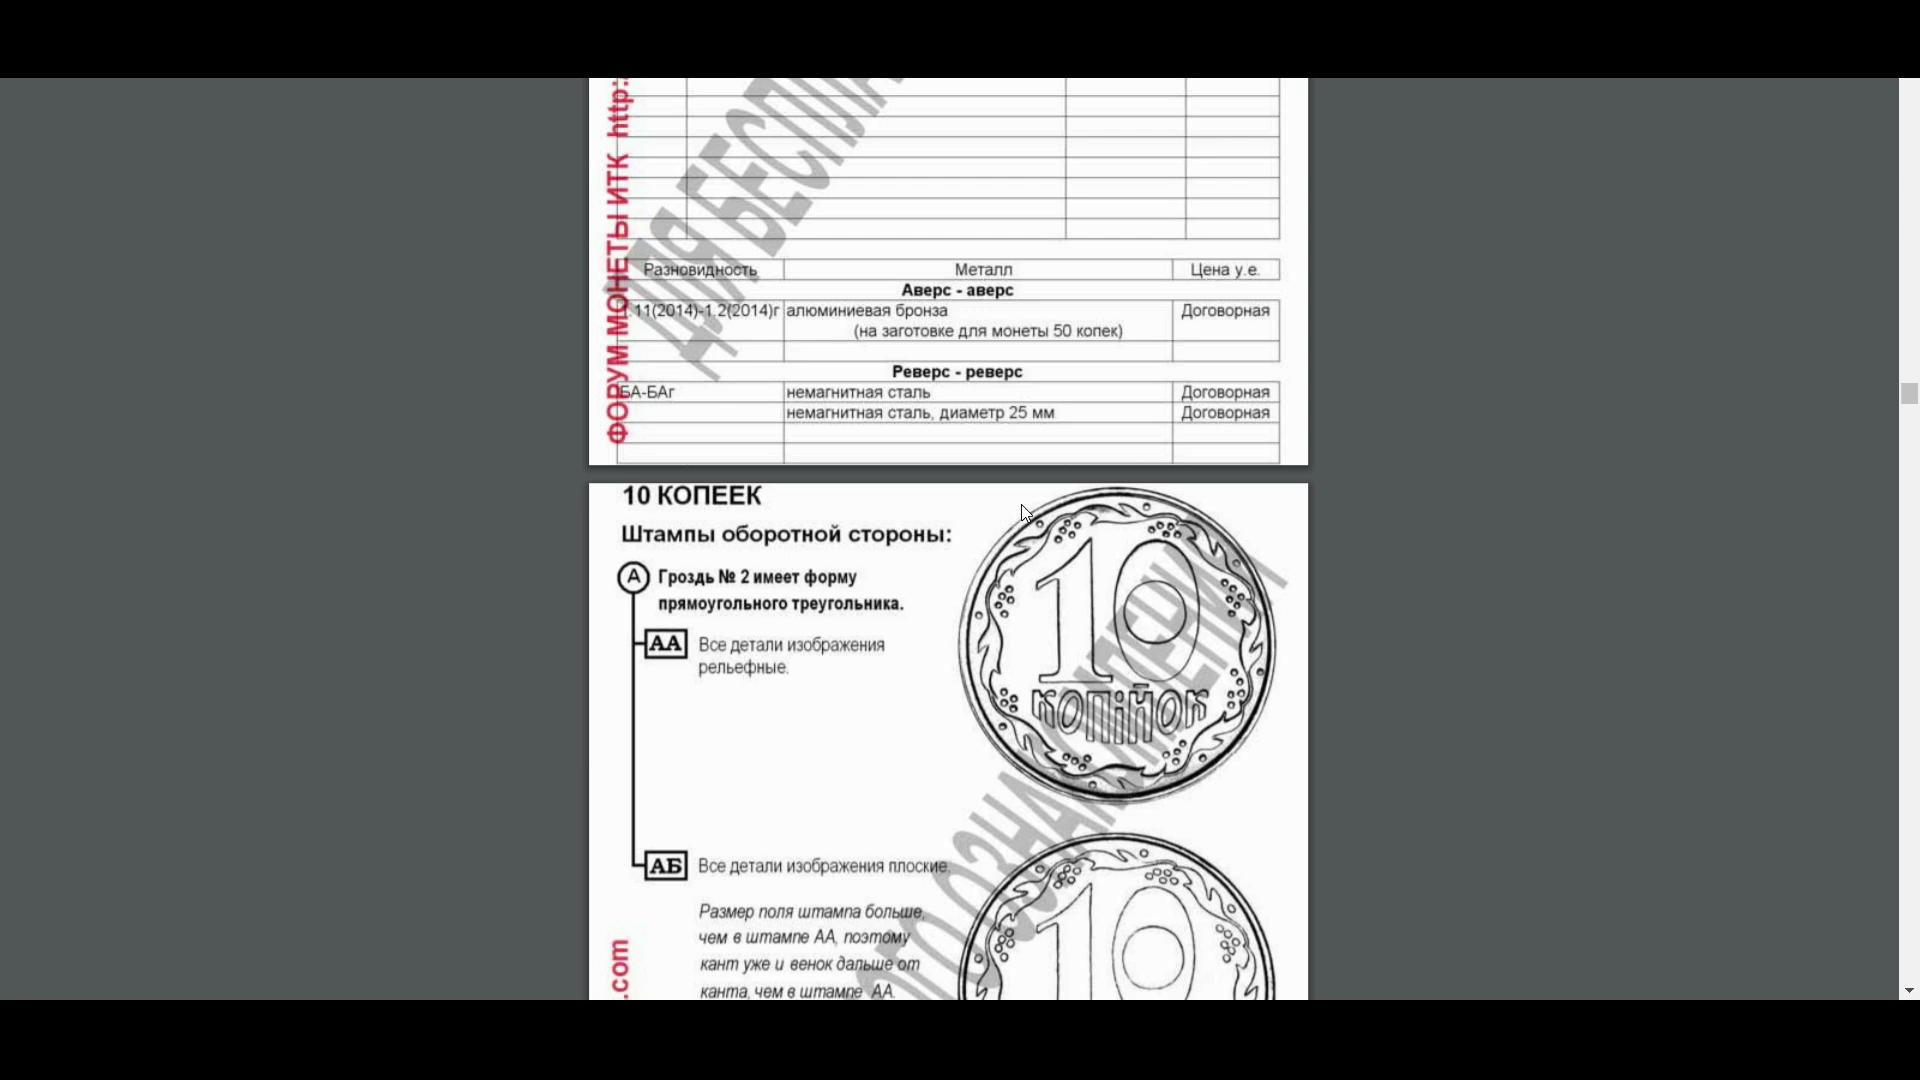 ФОРУМ МОНЕТЫ ИТК http:
ДЛЯ БЕСПЛА
Разновидность Металл Цена у.е.
Аверс - аверс
.11(2014)-1.2(2014)г алюминиевая бронза Договорная
(на заготовке для монеты 50 копек)
Реверс - реверс
БА-БАг немагнитная сталь Договорная
немагнитная сталь, диаметр 25 мм Договорная
10 КОПЕЕК
Штампы оборотной стороны:
А Гроздь № 2 имеет форму
прямоугольного треугольника.
АА Все детали изображения
рельефные.
10
копійок
АБ Все детали изображения плоские.
Размер поля штампа больше,
чем в штампе АА, поэтому
кант уже и венок дальше от
канта, чем в штампе АА.
10
.com